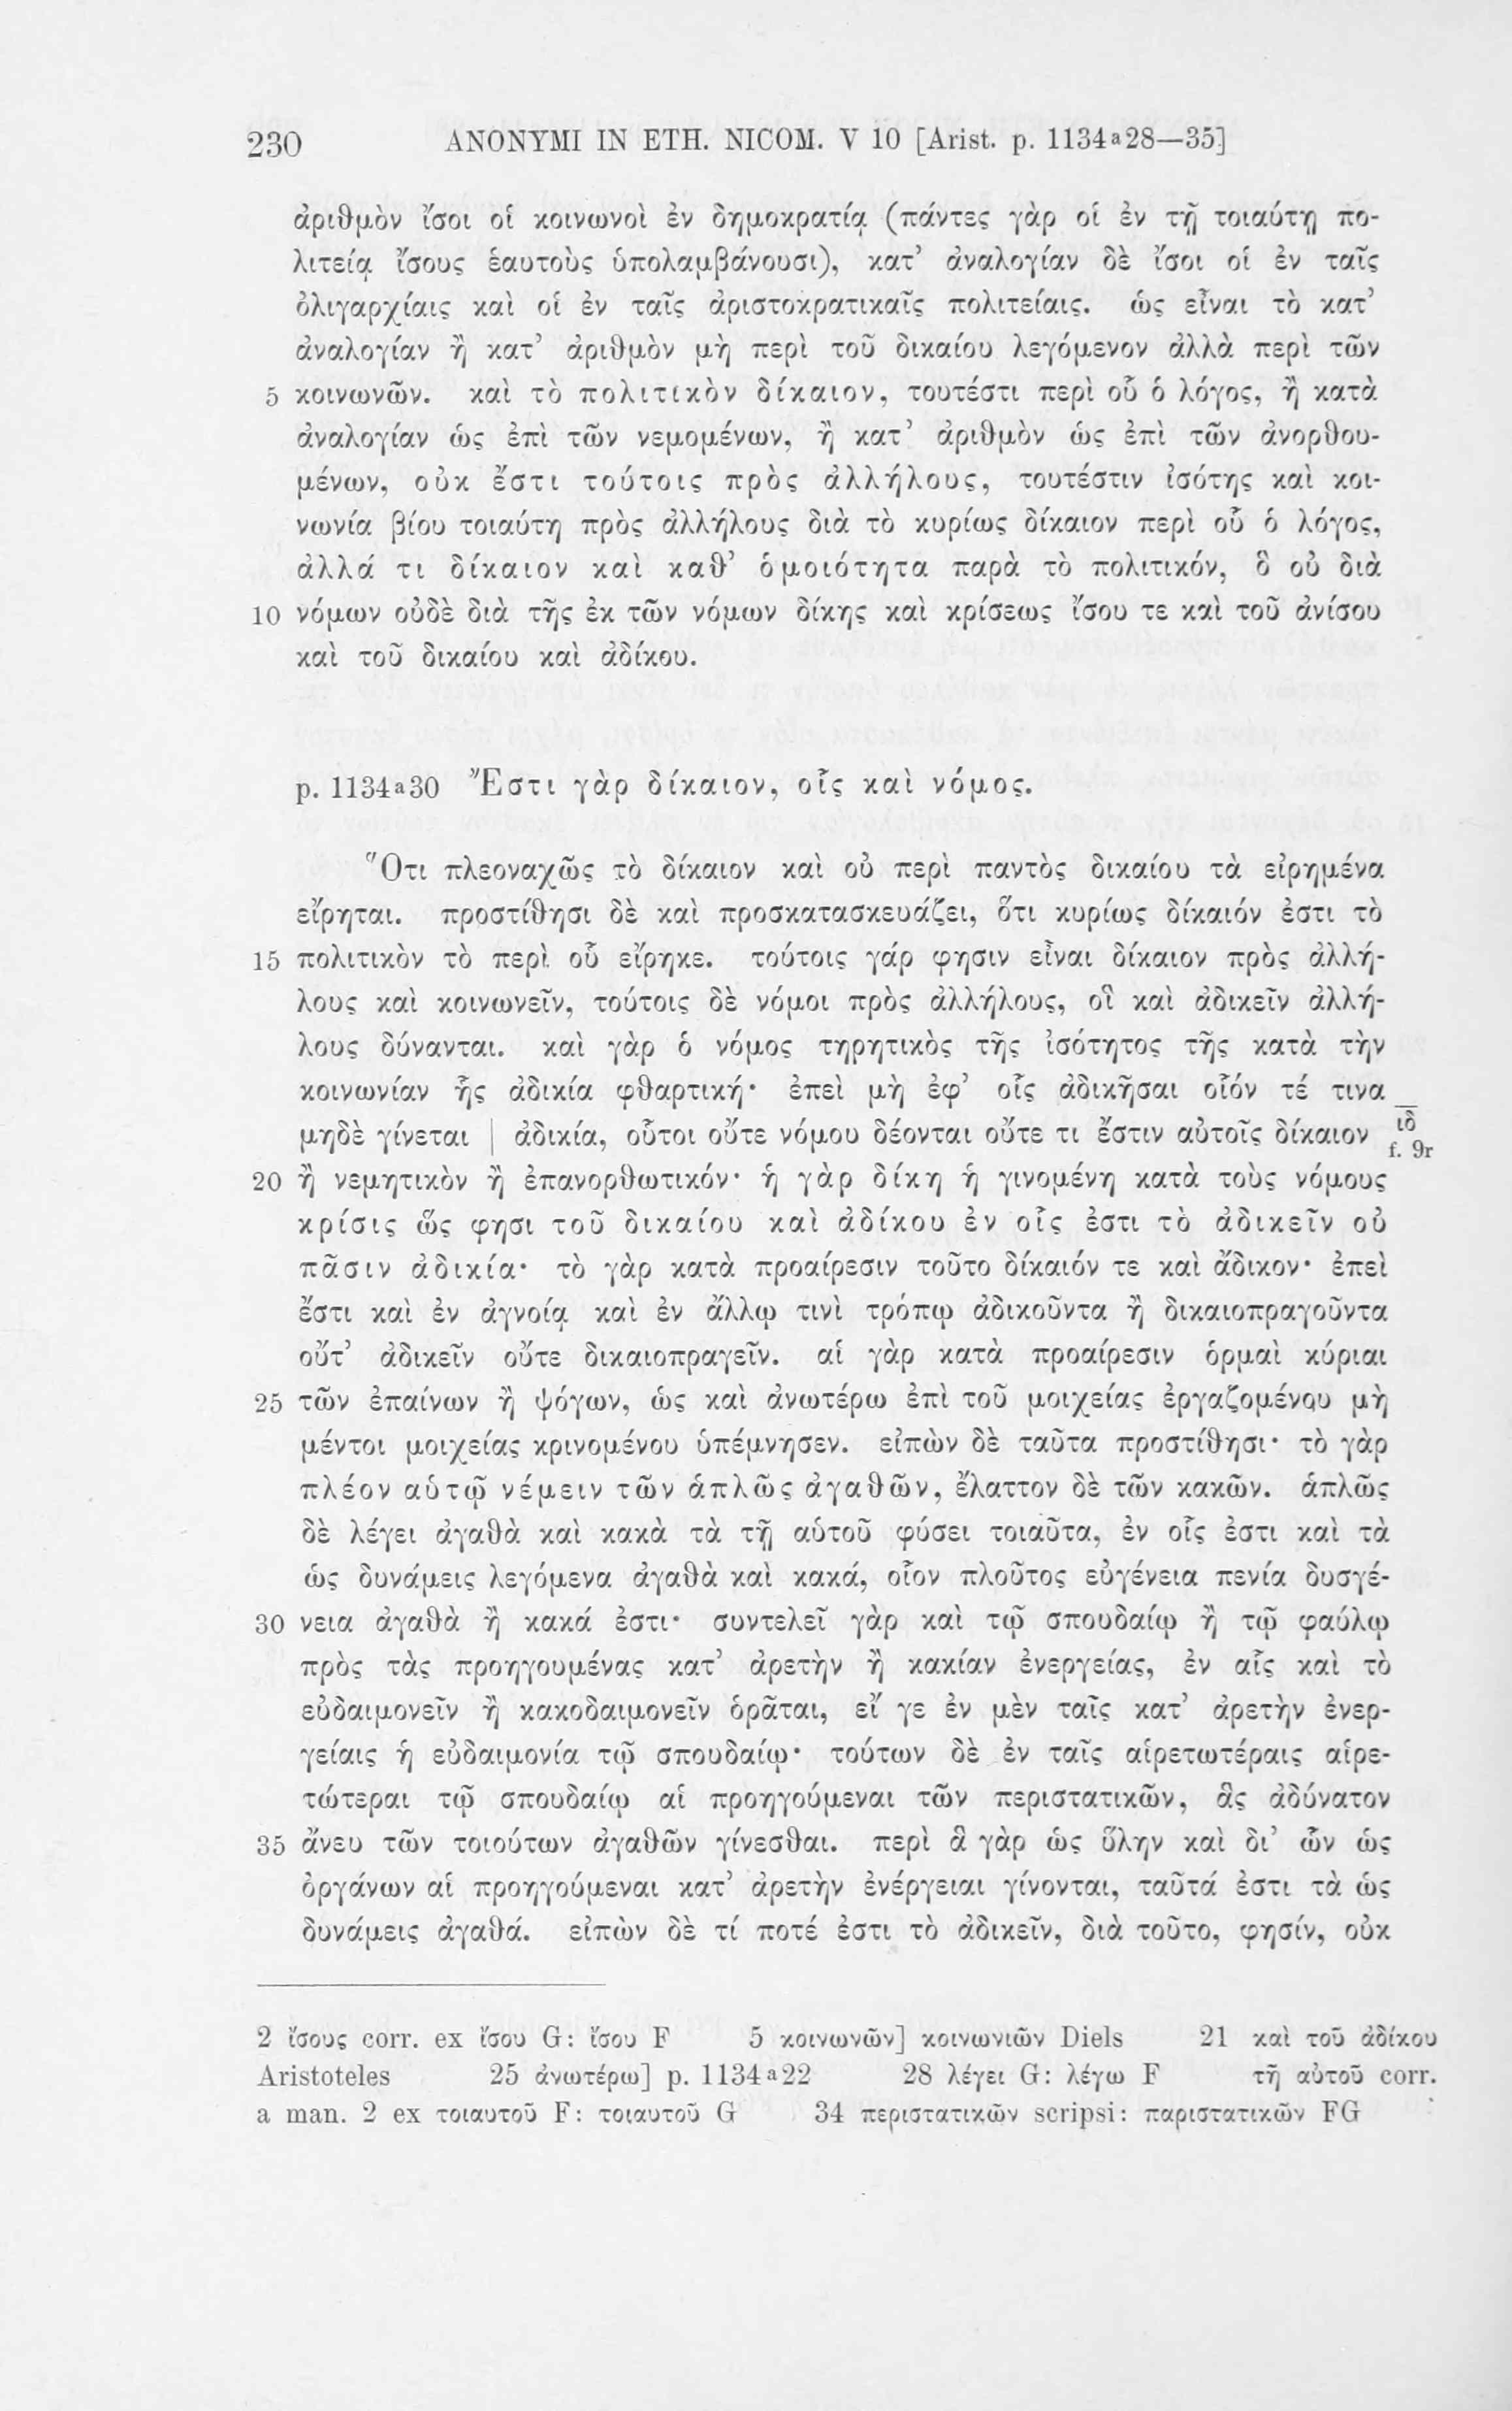 230 ANONYMI IN ETH. NICOM. V 10 [Arist. p. 1134a28—35]
ἀριθμὸν ἴσοι οἱ κοινωνοὶ ἐν δημοκρατίᾳ (πάντες γὰρ οἱ ἐν τῇ τοιαύτῃ πο-
λιτείᾳ ἴσους ἑαυτοὺς ὑπολαμβάνουσι), κατ’ ἀναλογίαν δὲ ἴσοι οἱ ἐν ταῖς
ὀλιγαρχίαις καὶ οἱ ἐν ταῖς ἀριστοκρατικαῖς πολιτείαις. ὡς εἶναι τὸ κατ’
ἀναλογίαν ἢ κατ’ ἀριθμὸν μὴ περὶ τοῦ δικαίου λεγόμενον ἀλλὰ περὶ τῶν
5 κοινωνῶν. καὶ τὸ πολιτικὸν δίκαιον, τουτέστι περὶ οὗ ὁ λόγος, ἢ κατὰ
ἀναλογίαν ὡς ἐπὶ τῶν νεμομένων, ἢ κατ’ ἀριθμὸν ὡς ἐπὶ τῶν ἀνορθου-
μένων, οὐκ ἔστι τούτοις πρὸς ἀλλήλους, τουτέστιν ἰσότης καὶ κοι-
νωνία βίου τοιαύτη πρὸς ἀλλήλους διὰ τὸ κυρίως δίκαιον περὶ οὗ ὁ λόγος,
ἀλλά τι δίκαιον καὶ καθ’ ὁμοιότητα παρὰ τὸ πολιτικόν, ὃ οὐ διὰ
10 νόμων οὐδὲ διὰ τῆς ἐκ τῶν νόμων δίκης καὶ κρίσεως ἴσου τε καὶ τοῦ ἀνίσου
καὶ τοῦ δικαίου καὶ ἀδίκου.
p. 1134a30 Ἔστι γὰρ δίκαιον, οἷς καὶ νόμος.
Ὅτι πλεοναχῶς τὸ δίκαιον καὶ οὐ περὶ παντὸς δικαίου τὰ εἰρημένα
εἴρηται. προστίθησι δὲ καὶ προσκατασκευάζει, ὅτι κυρίως δίκαιόν ἐστι τὸ
15 πολιτικὸν τὸ περὶ οὗ εἴρηκε. τούτοις γάρ φησιν εἶναι δίκαιον πρὸς ἀλλή-
λους καὶ κοινωνεῖν, τούτοις δὲ νόμοι πρὸς ἀλλήλους, οἳ καὶ ἀδικεῖν ἀλλή-
λους δύνανται. καὶ γὰρ ὁ νόμος τηρητικὸς τῆς ἰσότητος τῆς κατὰ τὴν
κοινωνίαν ἧς ἀδικία φθαρτική· ἐπεὶ μὴ ἐφ’ οἷς ἀδικῆσαι οἷόν τέ τινα
μηδὲ γίνεται | ἀδικία, οὗτοι οὔτε νόμου δέονται οὔτε τι ἔστιν αὐτοῖς δίκαιον ιδ f. 9r
20 ἢ νεμητικὸν ἢ ἐπανορθωτικόν· ἡ γὰρ δίκη ἡ γινομένη κατὰ τοὺς νόμους
κρίσις ὥς φησι τοῦ δικαίου καὶ ἀδίκου ἐν οἷς ἐστι τὸ ἀδικεῖν οὐ
πᾶσιν ἀδικία· τὸ γὰρ κατὰ προαίρεσιν τοῦτο δίκαιόν τε καὶ ἄδικον· ἐπεὶ
ἔστι καὶ ἐν ἀγνοίᾳ καὶ ἐν ἄλλῳ τινὶ τρόπῳ ἀδικοῦντα ἢ δικαιοπραγοῦντα
οὔτ’ ἀδικεῖν οὔτε δικαιοπραγεῖν. αἱ γὰρ κατὰ προαίρεσιν ὁρμαὶ κύριαι
25 τῶν ἐπαίνων ἢ ψόγων, ὡς καὶ ἀνωτέρω ἐπὶ τοῦ μοιχείας ἐργαζομένου μὴ
μέντοι μοιχείας κρινομένου ὑπέμνησεν. εἰπὼν δὲ ταῦτα προστίθησι· τὸ γὰρ
πλέον αὑτῷ νέμειν τῶν ἁπλῶς ἀγαθῶν, ἔλαττον δὲ τῶν κακῶν. ἁπλῶς
δὲ λέγει ἀγαθὰ καὶ κακὰ τὰ τῇ αὑτοῦ φύσει τοιαῦτα, ἐν οἷς ἐστι καὶ τὰ
ὡς δυνάμεις λεγόμενα ἀγαθὰ καὶ κακά, οἷον πλοῦτος εὐγένεια πενία δυσγέ-
30 νεια ἀγαθὰ ἢ κακά ἐστι· συντελεῖ γὰρ καὶ τῷ σπουδαίῳ ἢ τῷ φαύλῳ
πρὸς τὰς προηγουμένας κατ’ ἀρετὴν ἢ κακίαν ἐνεργείας, ἐν αἷς καὶ τὸ
εὐδαιμονεῖν ἢ κακοδαιμονεῖν ὁρᾶται, εἴ γε ἐν μὲν ταῖς κατ’ ἀρετὴν ἐνερ-
γείαις ἡ εὐδαιμονία τῷ σπουδαίῳ· τούτων δὲ ἐν ταῖς αἱρετωτέραις αἱρε-
τώτεραι τῷ σπουδαίῳ αἱ προηγούμεναι τῶν περιστατικῶν, ἃς ἀδύνατον
35 ἄνευ τῶν τοιούτων ἀγαθῶν γίνεσθαι. περὶ ἃ γὰρ ὡς ὕλην καὶ δι’ ὧν ὡς
ὀργάνων αἱ προηγούμεναι κατ’ ἀρετὴν ἐνέργειαι γίνονται, ταῦτά ἐστι τὰ ὡς
δυνάμεις ἀγαθά. εἰπὼν δὲ τί ποτέ ἐστι τὸ ἀδικεῖν, διὰ τοῦτο, φησίν, οὐκ
2 ἴσους corr. ex ἴσου G: ἴσου F 5 κοινωνῶν] κοινωνιῶν Diels 21 καὶ τοῦ ἀδίκου
Aristoteles 25 ἀνωτέρω] p. 1134a22 28 λέγει G: λέγω F τῇ αὑτοῦ corr.
a man. 2 ex τοιαυτοῦ F: τοιαυτοῦ G 34 περιστατικῶν scripsi: παριστατικῶν FG